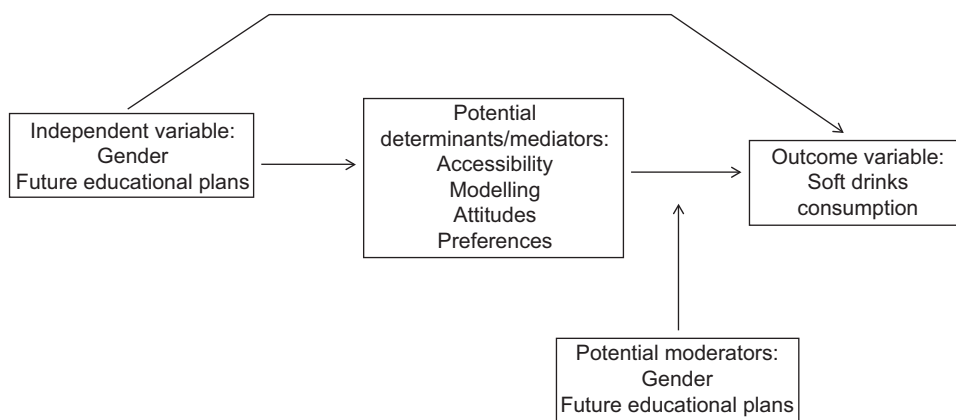 Independent variable:
Gender
Future educational plans
Potential
determinants/mediators:
Accessibility
Modelling
Attitudes
Preferences
Outcome variable:
Soft drinks
consumption
Potential moderators:
Gender
Future educational plans